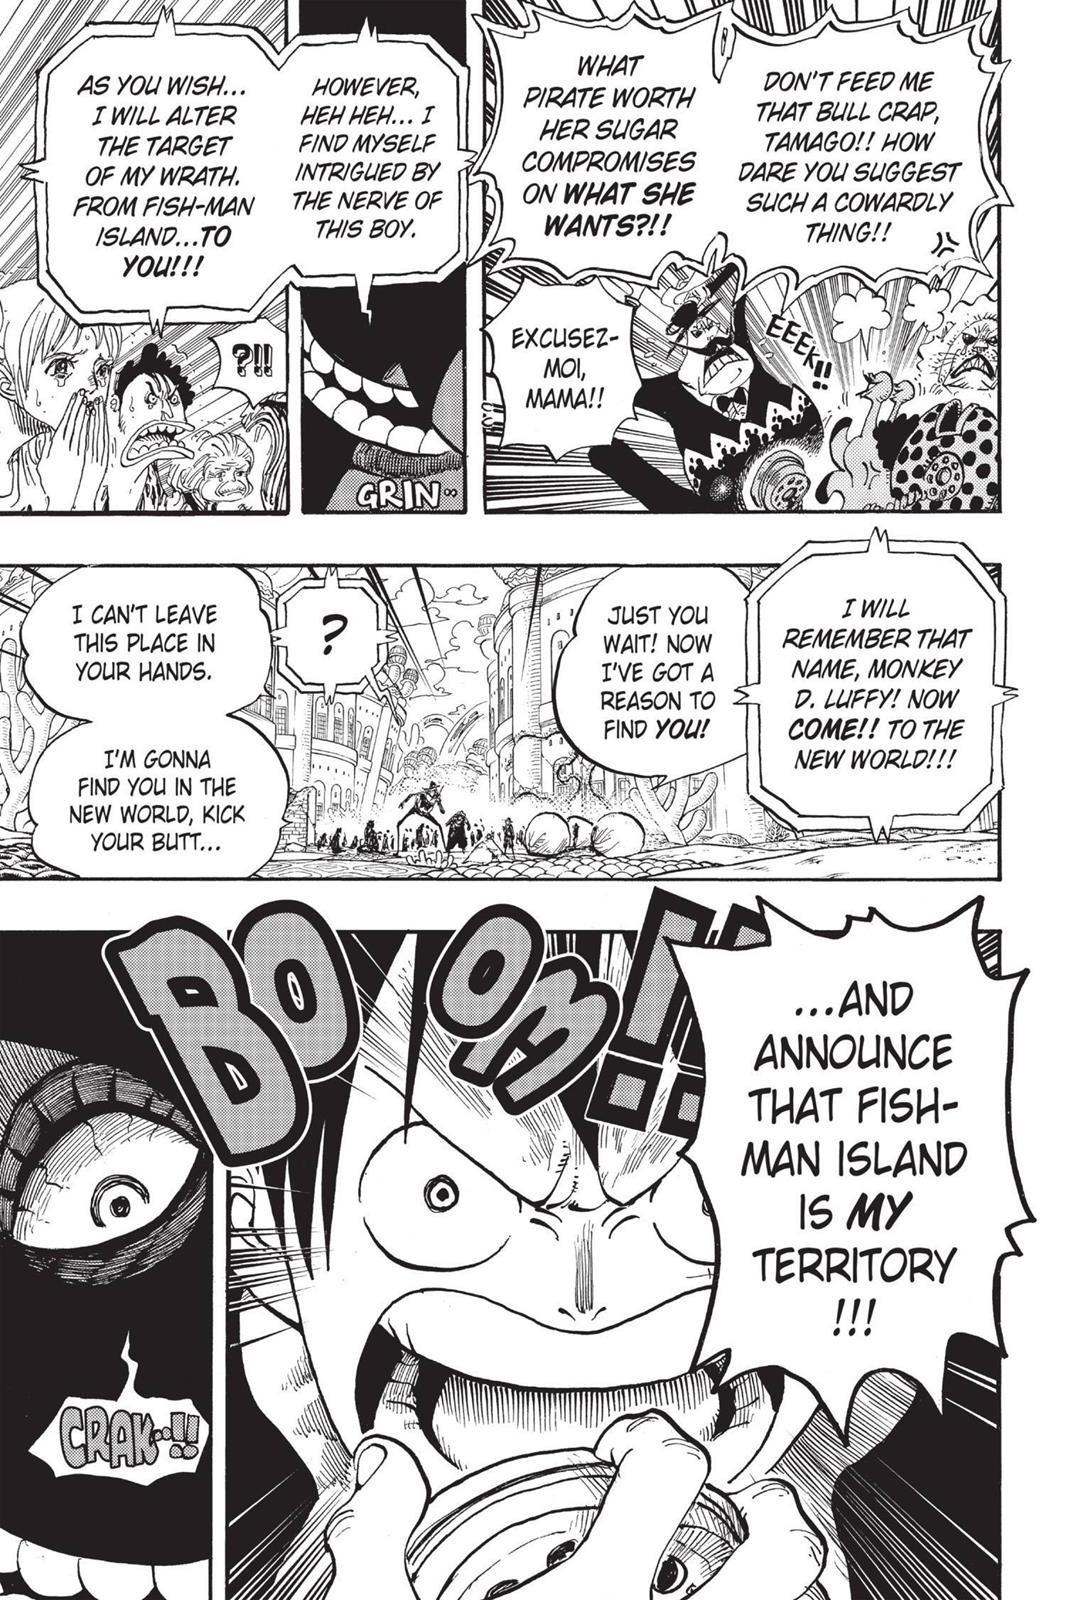 DON'T FEED ME
THAT BULL CRAP,
TAMAGO!! HOW
DARE YOU SUGGEST
SUCH A COWARDLY
THING!!
WHAT
PIRATE WORTH
HER SUGAR
COMPROMISES
ON WHAT SHE
WANTS?!!
EEEK!!
EXCUSEZ-
MOI,
MAMA!!
HOWEVER,
HEH HEH... I
FIND MYSELF
INTRIGUED BY
THE NERVE OF
THIS BOY.
GRIN..
AS YOU WISH...
I WILL ALTER
THE TARGET
OF MY WRATH.
FROM FISH-MAN
ISLAND...TO
YOU!!!
?!!
I WILL
REMEMBER THAT
NAME, MONKEY
D. LUFFY! NOW
COME!! TO THE
NEW WORLD!!!
JUST YOU
WAIT! NOW
I'VE GOT A
REASON TO
FIND YOU!
?
I CAN'T LEAVE
THIS PLACE IN
YOUR HANDS.
I'M GONNA
FIND YOU IN THE
NEW WORLD, KICK
YOUR BUTT...
...AND
ANNOUNCE
THAT FISH-
MAN ISLAND
IS MY
TERRITORY
!!!
BOOM!!
CRAK..!!